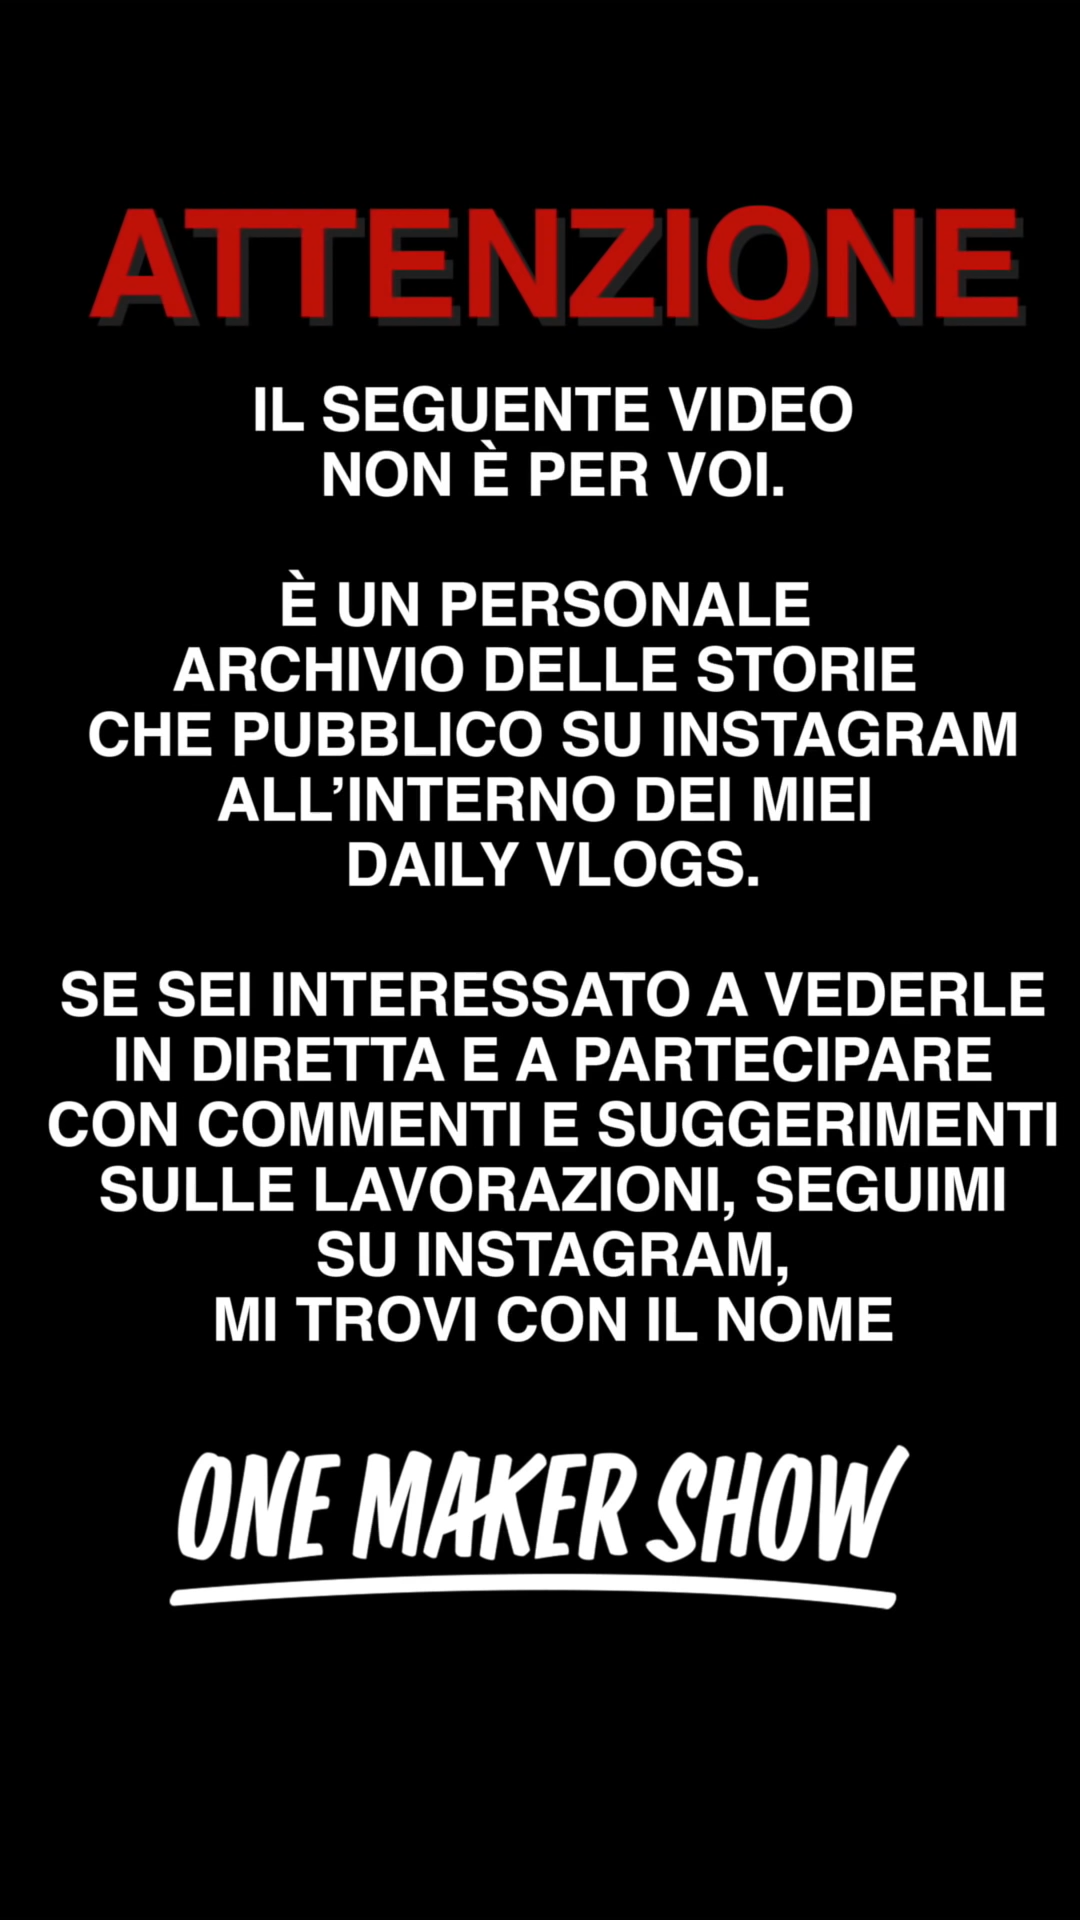 ATTENZIONE
IL SEGUENTE VIDEO
NON È PER VOI.
È UN PERSONALE
ARCHIVIO DELLE STORIE
CHE PUBBLICO SU INSTAGRAM
ALL’INTERNO DEI MIEI
DAILY VLOGS.
SE SEI INTERESSATO A VEDERLE
IN DIRETTA E A PARTECIPARE
CON COMMENTI E SUGGERIMENTI
SULLE LAVORAZIONI, SEGUIMI
SU INSTAGRAM,
MI TROVI CON IL NOME
ONE MAKER SHOW